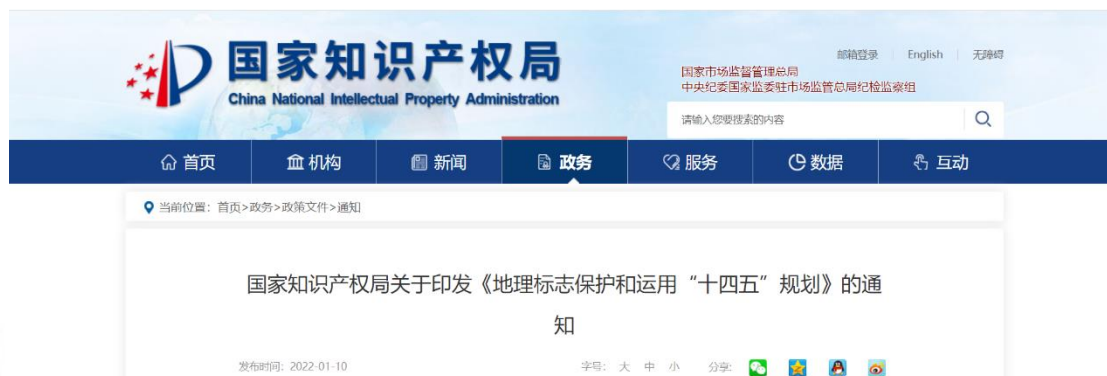 国家知识产权局
China National Intellectual Property Administration
邮箱登录 English 无障碍
国家市场监督管理总局
中央纪委国家监委驻市场监管总局纪检监察组
请输入您要搜索的内容
首页 机构 新闻 政务 服务 数据 互动
当前位置：首页>政务>政策文件>通知
国家知识产权局关于印发《地理标志保护和运用“十四五”规划》的通
知
发布时间：2022-01-10 字号： 大 中 小 分享: